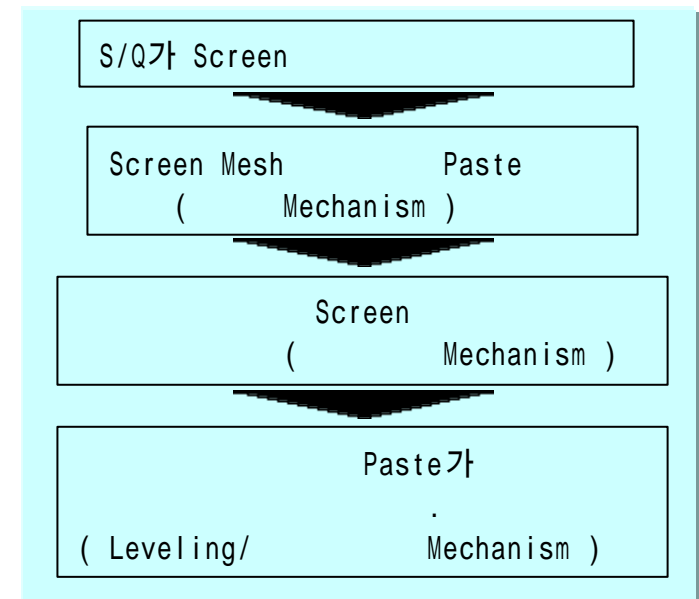 S/Q가 Screen
Screen Mesh Paste
( Mechanism )
Screen
( Mechanism )
Paste가
.
( Leveling/ Mechanism )